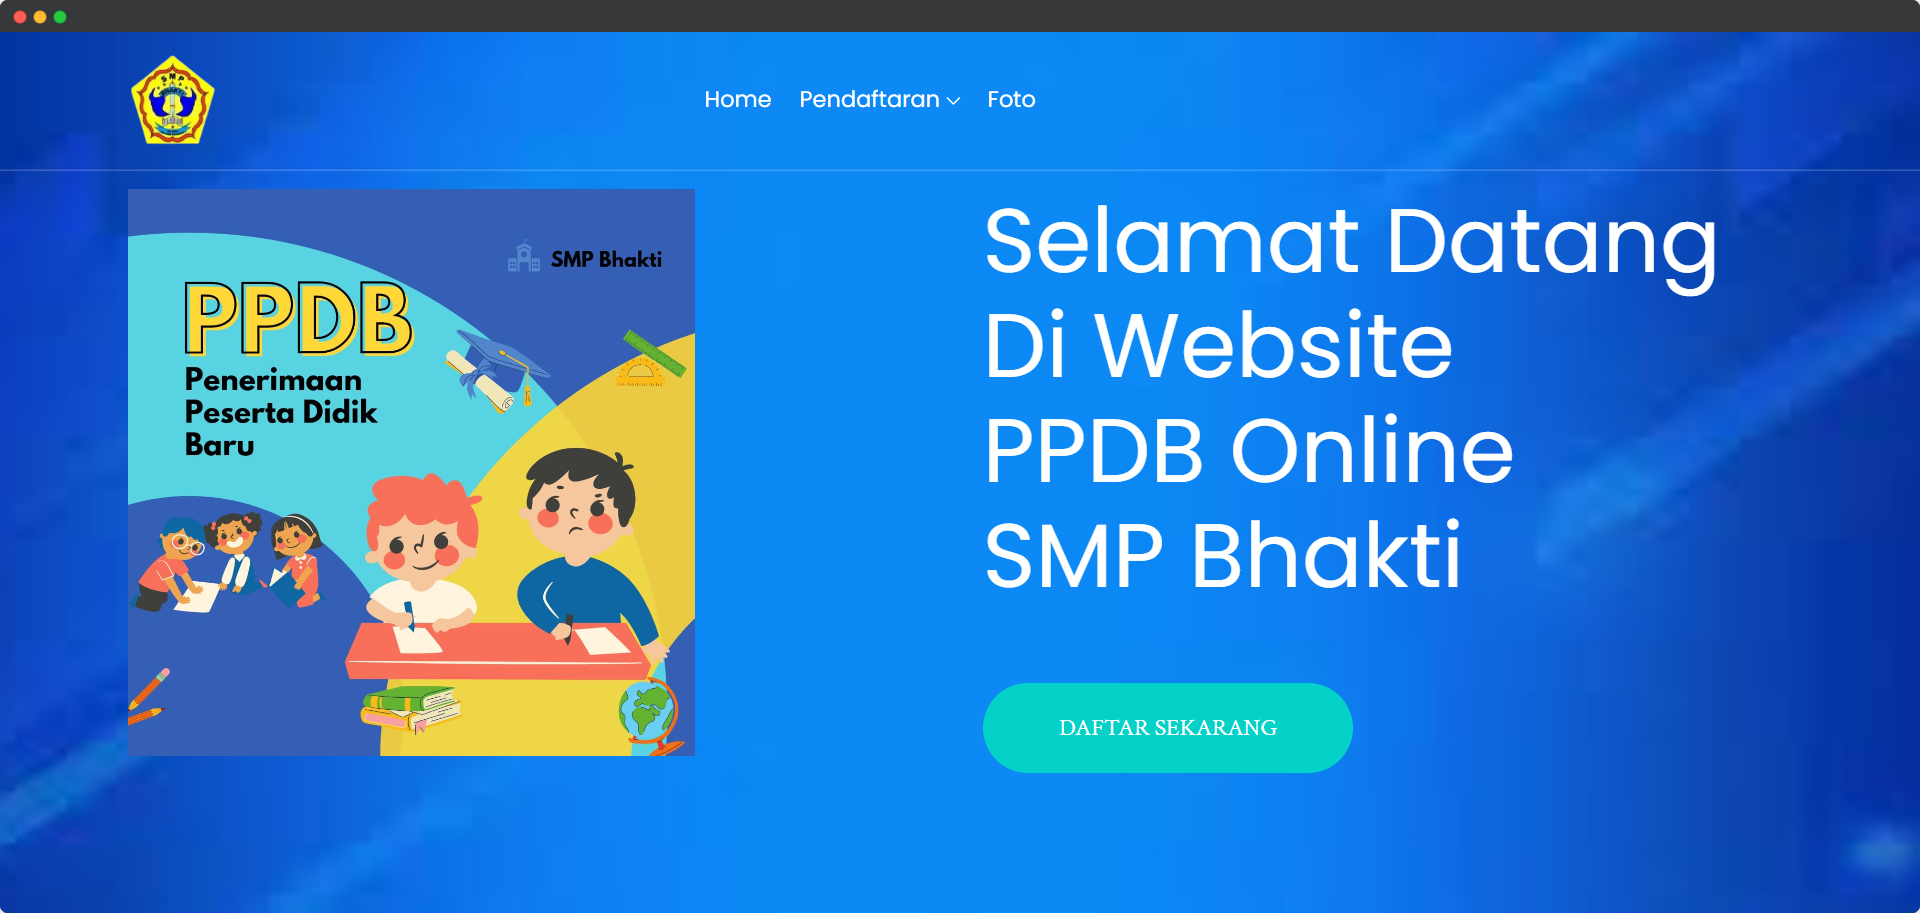 SMP
Home Pendaftaran Foto
SMP Bhakti
PPDB
Penerimaan
Peserta Didik
Baru
Selamat Datang
Di Website
PPDB Online
SMP Bhakti
DAFTAR SEKARANG